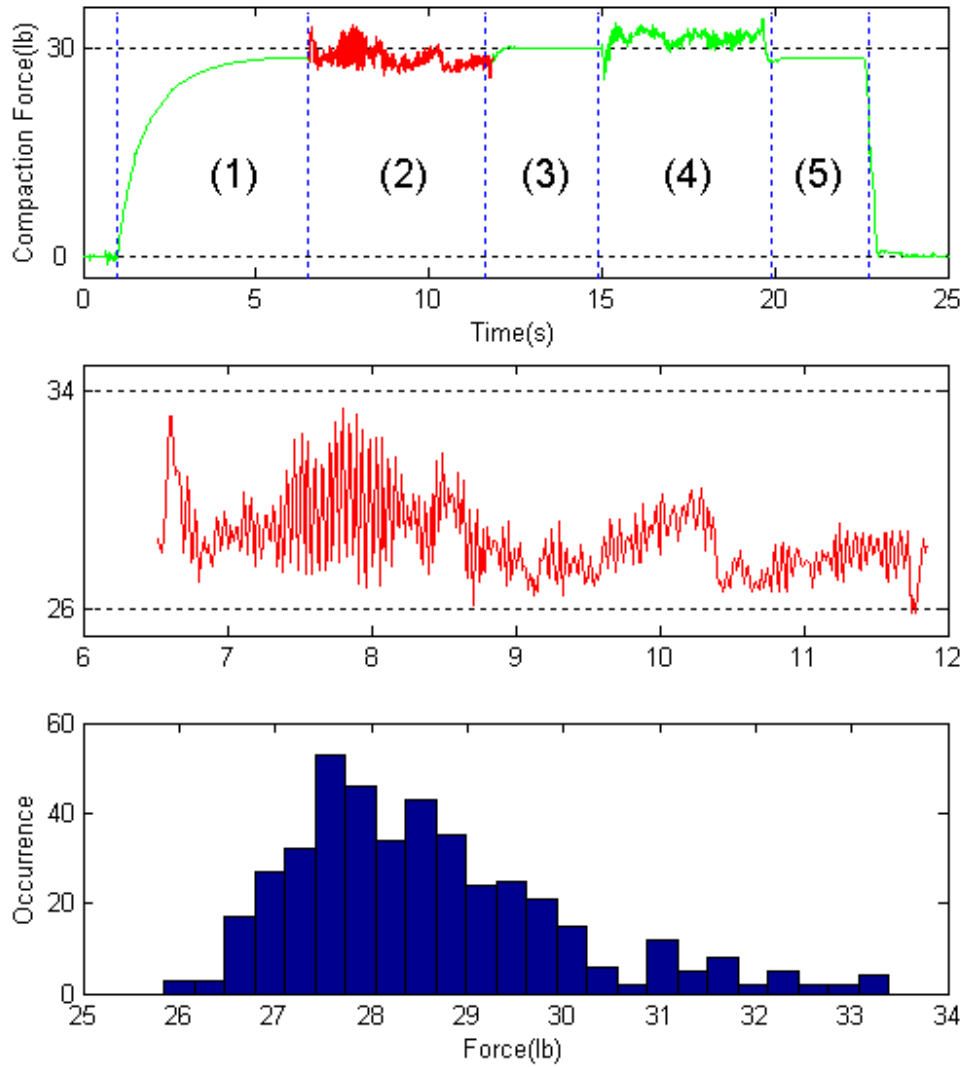 Compaction Force(lb)
30
0
(1) (2) (3) (4) (5)
0 5 10 15 20 25
Time(s)
34
26
6 7 8 9 10 11 12
Occurrence
60
40
20
0
25 26 27 28 29 30 31 32 33 34
Force(lb)